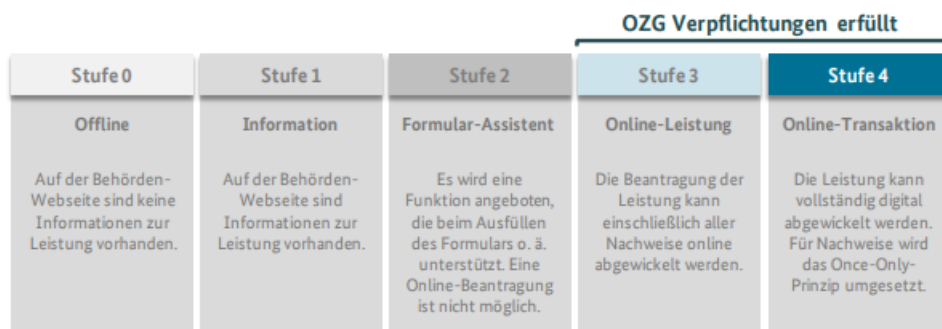 OZG Verpflichtungen erfüllt
Stufe 0
Offline
Auf der Behörden-
Webseite sind keine
Informationen zur
Leistung vorhanden.
Stufe 1
Information
Auf der Behörden-
Webseite sind
Informationen zur
Leistung vorhanden.
Stufe 2
Formular-Assistent
Es wird eine
Funktion angeboten,
die beim Ausfüllen
des Formulars o. ä.
unterstützt. Eine
Online-Beantragung
ist nicht möglich.
Stufe 3
Online-Leistung
Die Beantragung der
Leistung kann
einschließlich aller
Nachweise online
abgewickelt werden.
Stufe 4
Online-Transaktion
Die Leistung kann
vollständig digital
abgewickelt werden.
Für Nachweise wird
das Once-Only-
Prinzip umgesetzt.